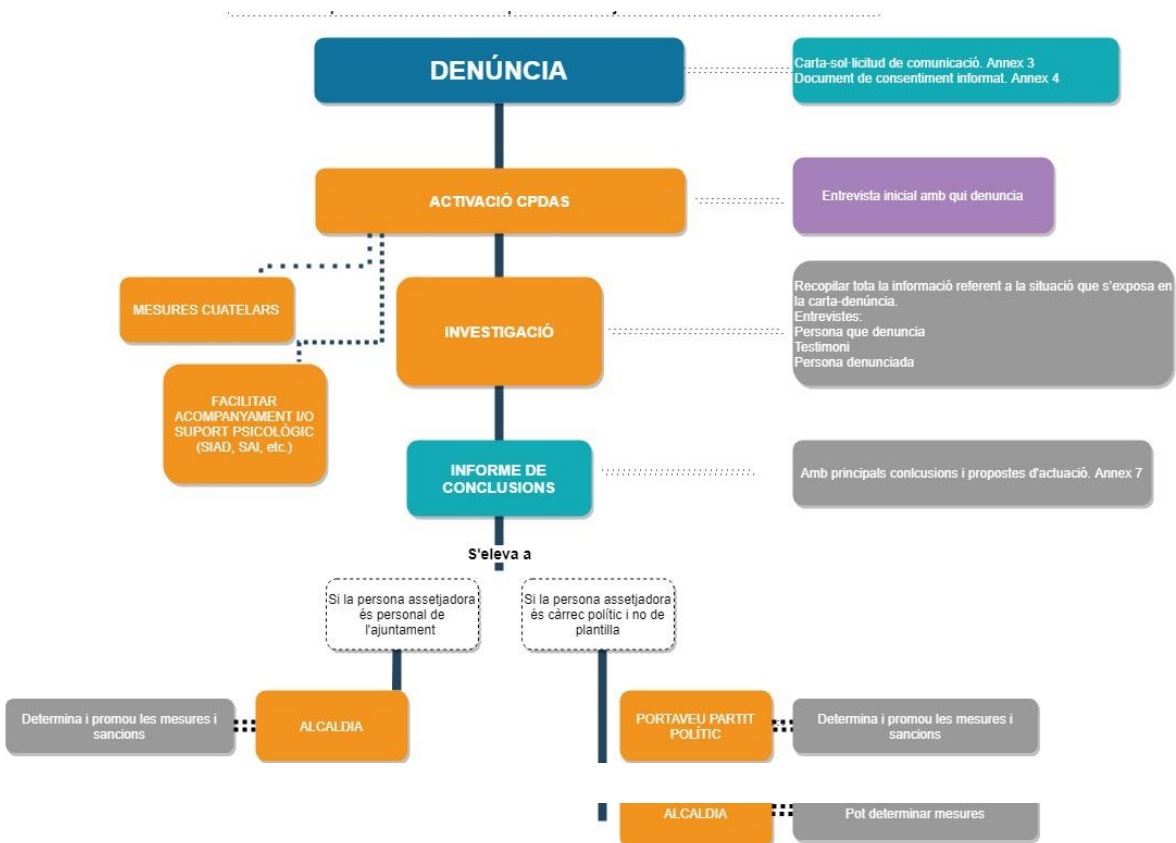 DENÚNCIA
Carta-sol·licitud de comunicació. Annex 3
Document de consentiment informat. Annex 4
ACTIVACIÓ CPDAS
Entrevista inicial amb qui denuncia
MESURES CUATELARS
INVESTIGACIÓ
Recopilar tota la informació referent a la situació que s'exposa en
la carta-denúncia.
Entrevistes:
Persona que denuncia
Testimoni
Persona denunciada
FACILITAR
ACOMPANYAMENT I/O
SUPORT PSICOLÒGIC
(SIAD, SAI, etc.)
INFORME DE
CONCLUSIONS
Amb principals conlcusions i propostes d'actuació. Annex 7
S'eleva a
Si la persona assetjadora
és personal de
l'ajuntament
Si la persona assetjadora
és càrrec polític i no de
plantilla
Determina i promou les mesures i
sancions
ALCALDIA
PORTAVEU PARTIT
POLÍTIC
Determina i promou les mesures i
sancions
ALCALDIA
Pot determinar mesures